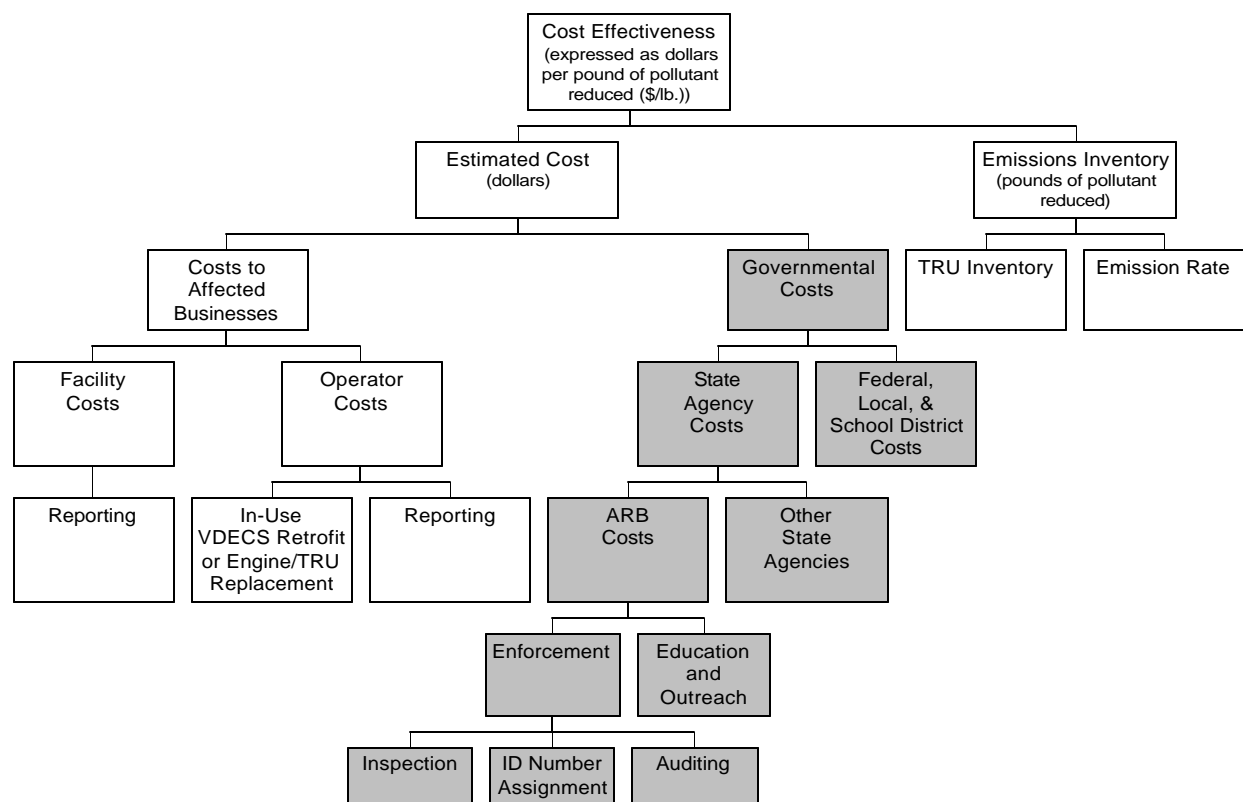 Cost Effectiveness
(expressed as dollars
per pound of pollutant
reduced ($/lb.))
Estimated Cost
(dollars)
Emissions Inventory
(pounds of pollutant
reduced)
Costs to
Affected
Businesses
Governmental
Costs
TRU Inventory
Emission Rate
Facility
Costs
Operator
Costs
State
Agency
Costs
Federal,
Local, &
School District
Costs
Reporting
In-Use
VDECS Retrofit
or Engine/TRU
Replacement
Reporting
ARB
Costs
Other
State
Agencies
Enforcement
Education
and
Outreach
Inspection
ID Number
Assignment
Auditing